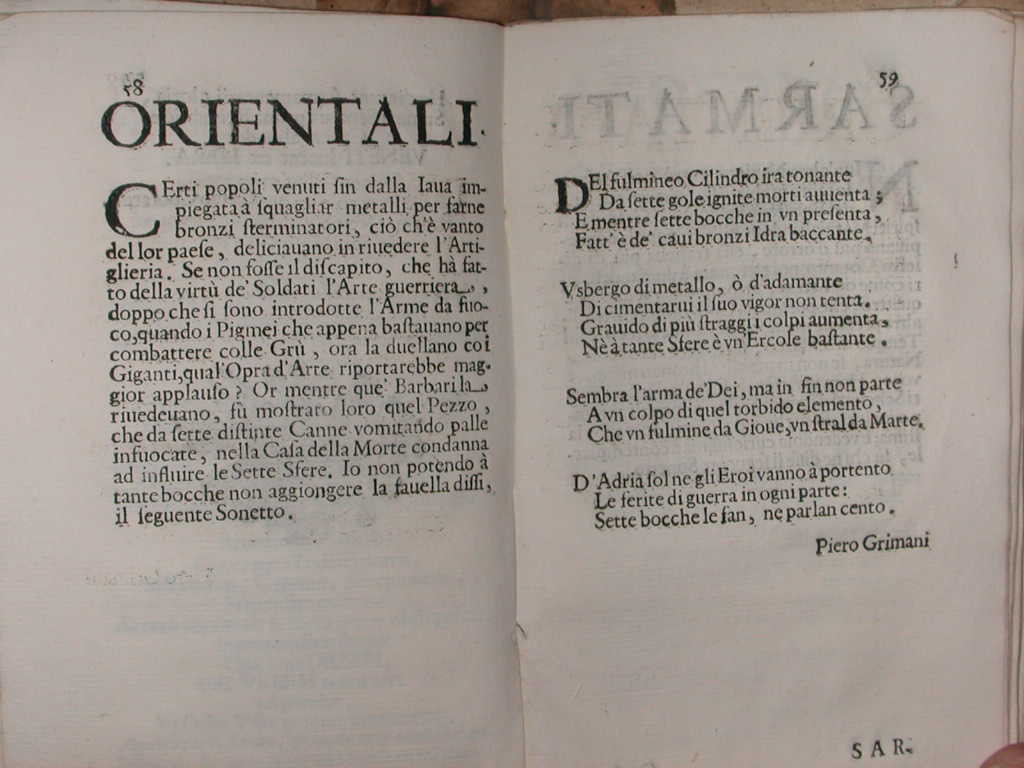 58
ORIENTALI.
CErti popoli venuti ſin dalla Iaua im-
piegata à ſquagliar metalli per farne
bronzi ſterminatori, ciò ch'è vanto
del lor paeſe, deliciauano in riuedere l'Arti-
glieria. Se non foſſe il diſcapito, che hà fat-
to della virtù de' Soldati l'Arte guerriera,
doppo che ſi ſono introdotte l'Arme da fuo-
co, quando i Pigmei che appena baſtauano per
combattere colle Grù, ora la duellano coi
Giganti, qual'Opra d'Arte riportarebbe mag-
gior applauſo? Or mentre que' Barbari la
riuedeuano, fù moſtrato loro quel Pezzo,
che da ſette diſtinte Canne vomitando palle
infuocate, nella Caſa della Morte condanna
ad influire le Sette Sfere. Io non potendo à
tante bocche non aggiongere la fauella diſſi,
il ſeguente Sonetto.
59
DEl fulmineo Cilindro ira tonante
Da ſette gole ignite morti auuenta;
E mentre ſette bocche in vn preſenta,
Fatt' è de' caui bronzi Idra baccante.
Vsbergo di metallo, ò d'adamante
Di cimentarui il ſuo vigor non tenta.
Grauido di più ſtraggi i colpi aumenta,
Nè à tante Sfere è vn'Ercole baſtante.
Sembra l'arma de'Dei, ma in fin non parte
A vn colpo di quel torbido elemento,
Che vn fulmine da Gioue, vn ſtral da Marte.
D'Adria ſol ne gli Eroi vanno à portento
Le ferite di guerra in ogni parte:
Sette bocche le fan, ne parlan cento.
Piero Grimani
SAR-